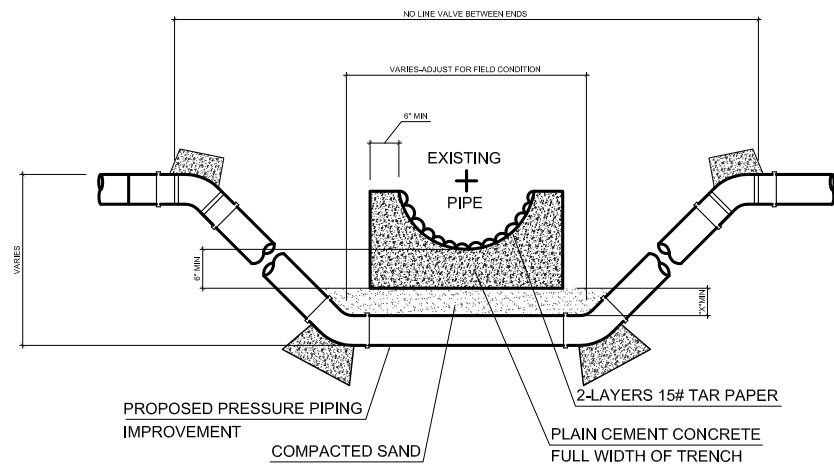 NO LINE VALVE BETWEEN ENDS
VARIES-ADJUST FOR FIELD CONDITION
6" MIN
EXISTING
PIPE
VARIES
6" MIN
"X"MIN
2-LAYERS 15# TAR PAPER
PROPOSED PRESSURE PIPING
IMPROVEMENT
COMPACTED SAND
PLAIN CEMENT CONCRETE
FULL WIDTH OF TRENCH